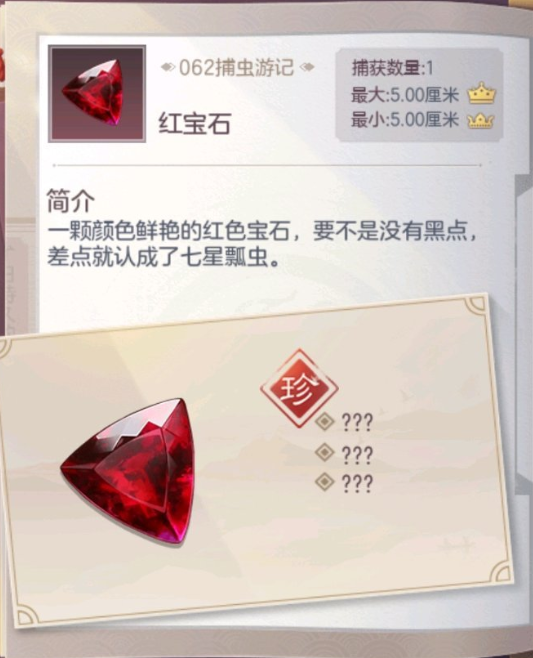 062捕虫游记
红宝石
捕获数量:1
最大:5.00厘米
最小:5.00厘米
简介
一颗颜色鲜艳的红色宝石，要不是没有黑点，
差点就认成了七星瓢虫。
珍
???
???
???